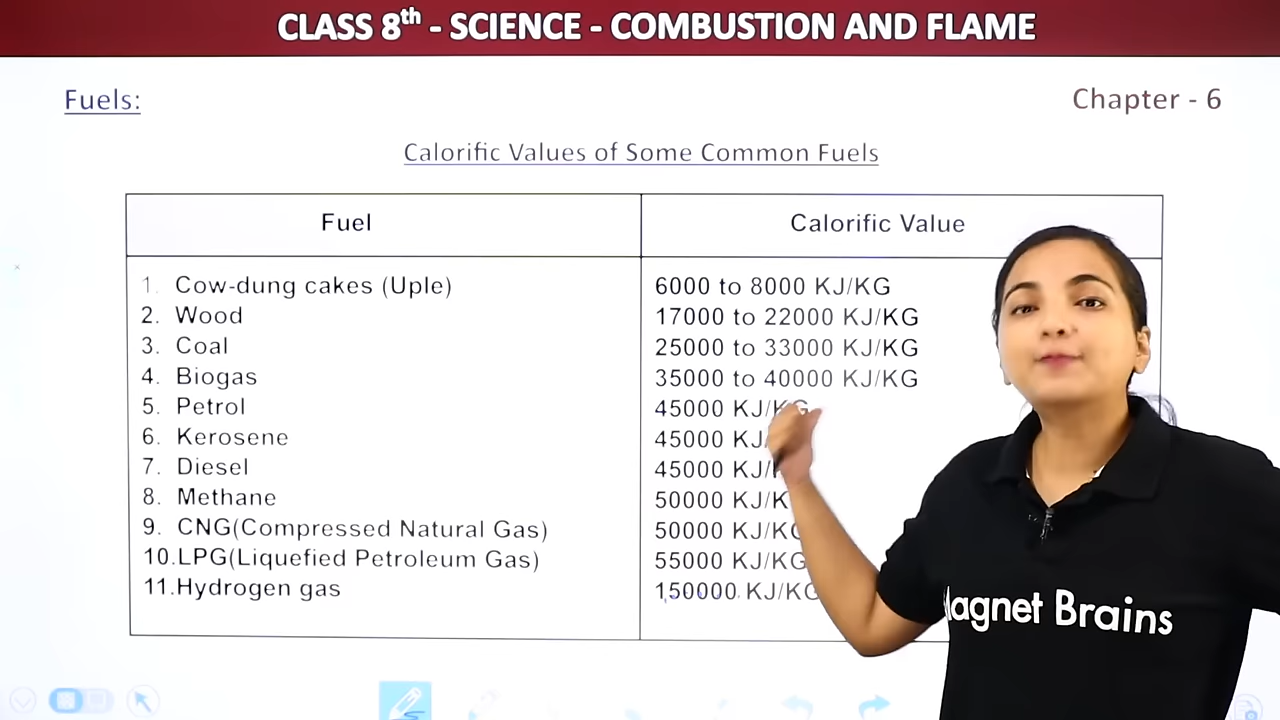 CLASS 8th - SCIENCE - COMBUSTION AND FLAME
Fuels:
Chapter - 6
Calorific Values of Some Common Fuels
Fuel
Calorific Value
1. Cow-dung cakes (Uple) 6000 to 8000 KJ/KG
2. Wood 17000 to 22000 KJ/KG
3. Coal 25000 to 33000 KJ/KG
4. Biogas 35000 to 40000 KJ/KG
5. Petrol 45000 KJ/KG
6. Kerosene 45000 KJ/
7. Diesel 45000 KJ/K
8. Methane 50000 KJ/K
9. CNG(Compressed Natural Gas) 50000 KJ/KG
10.LPG(Liquefied Petroleum Gas) 55000 KJ/KG
11.Hydrogen gas 150000 KJ/KG
agnet Brains